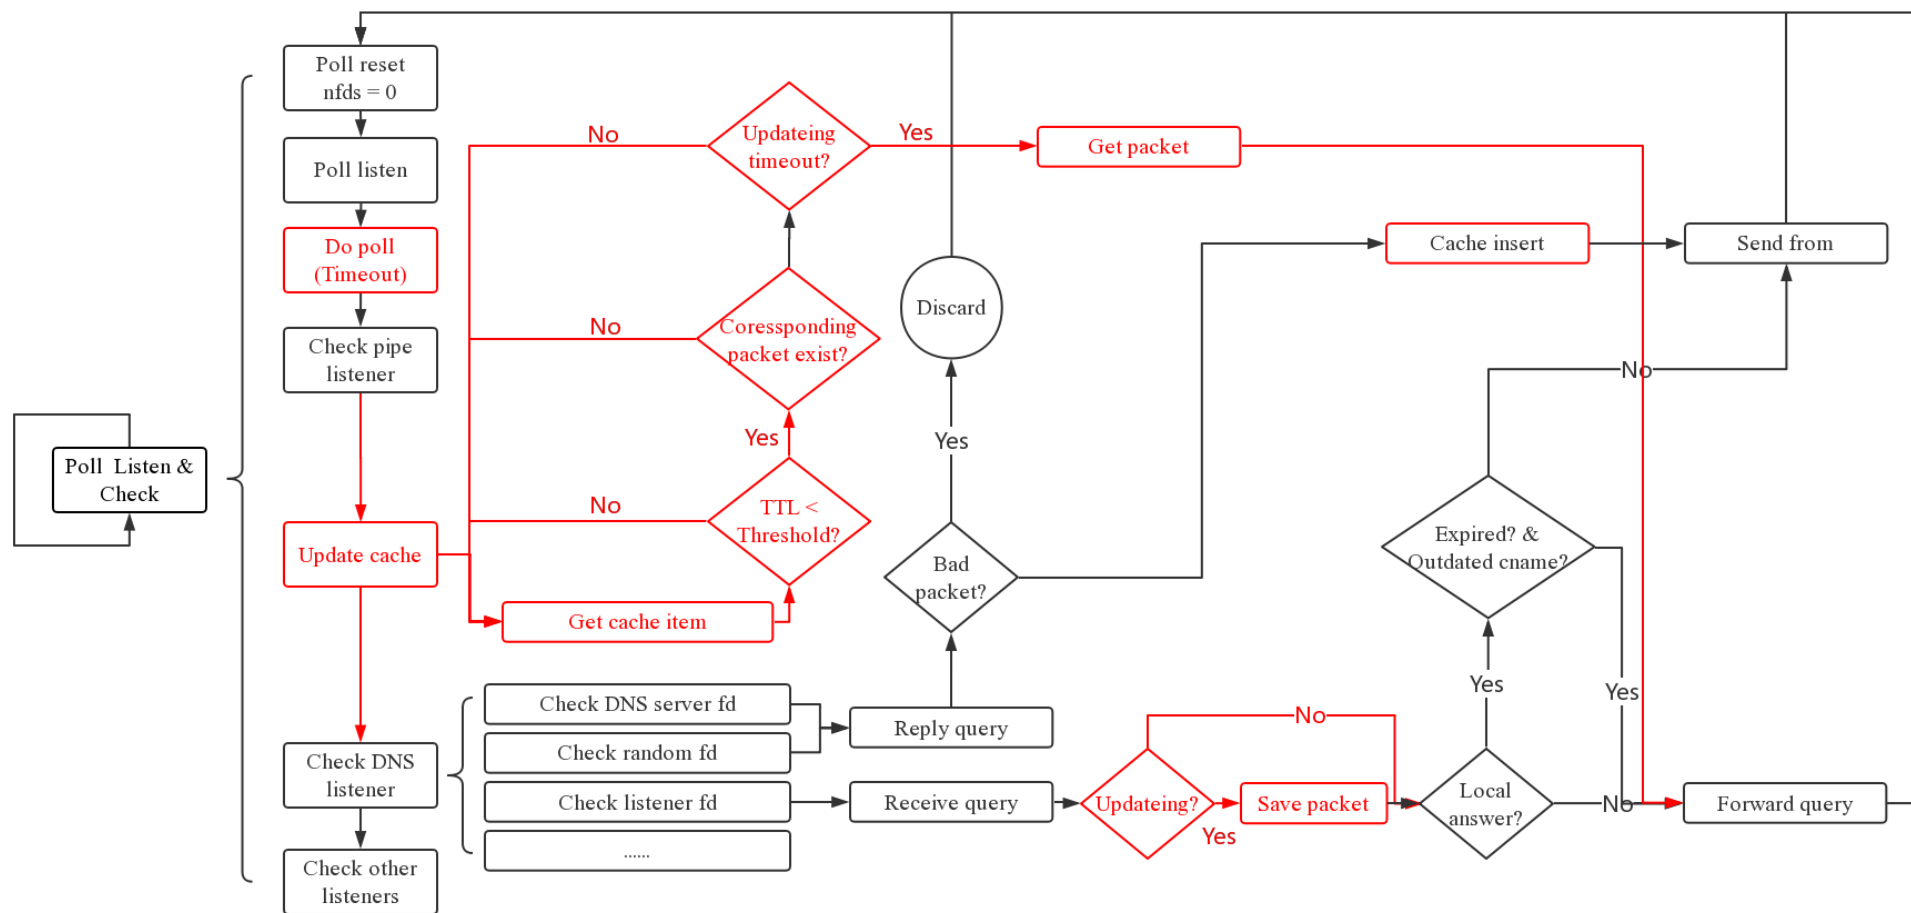 Poll Listen &
Check
Poll reset
nfds = 0
Poll listen
Do poll
(Timeout)
Check pipe
listener
Update cache
Check DNS
listener
Check other
listeners
No
Updateing
timeout?
Yes
Get packet
No
Coressponding
packet exist?
Yes
No
TTL <
Threshold?
Get cache item
Discard
Yes
Bad
packet?
Cache insert
Send from
No
Expired? &
Outdated cname?
Yes
Yes
Check DNS server fd
Check random fd
Check listener fd
......
Reply query
Receive query
No
Updateing?
Yes
Save packet
Local
answer?
No
Forward query